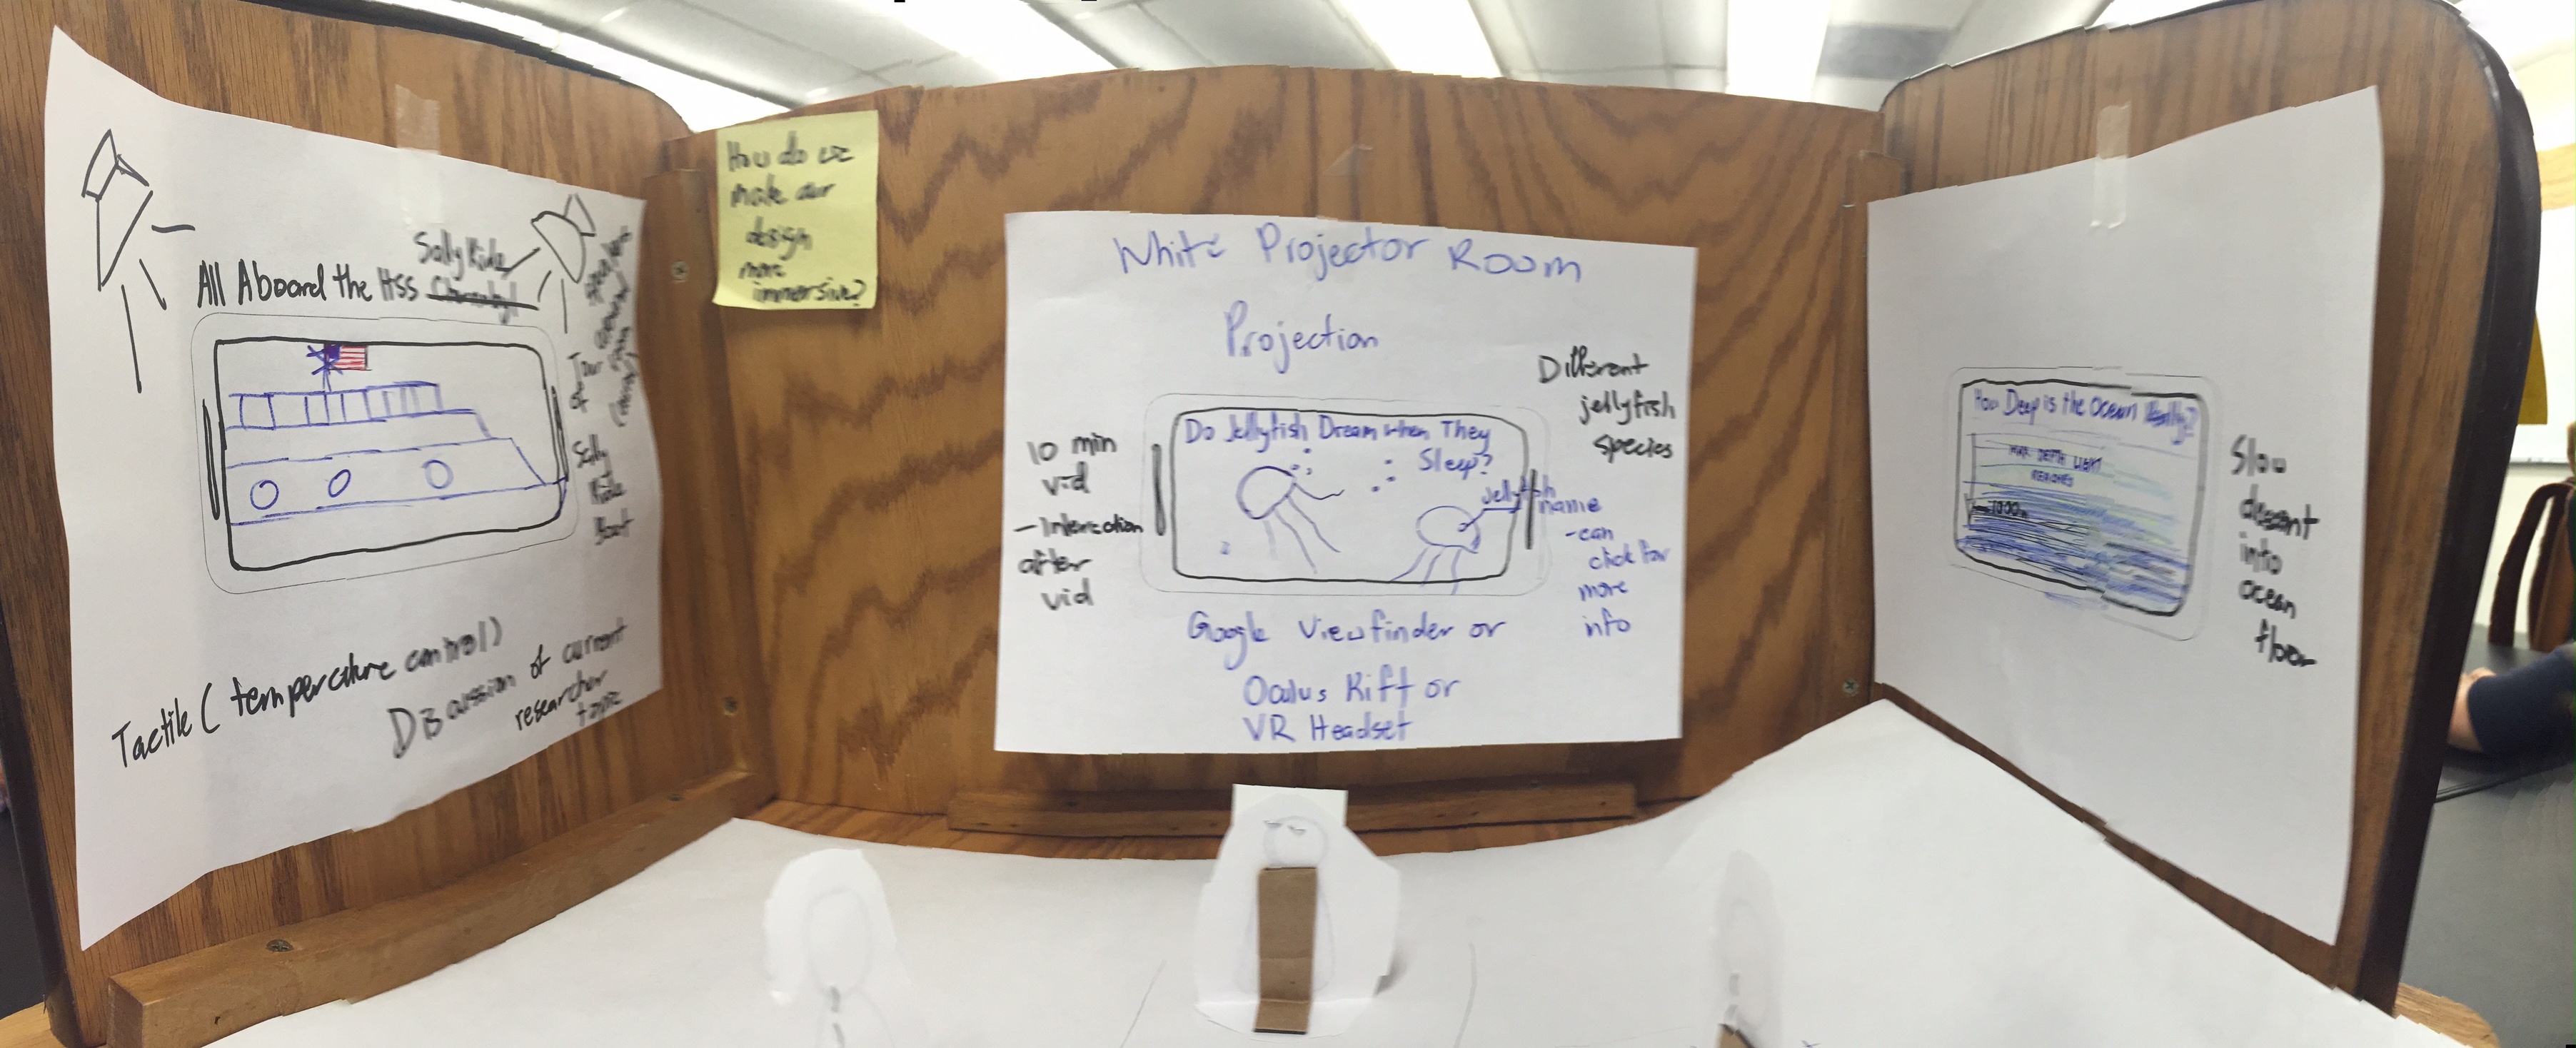 Sally Ride
All Aboard the HSS
Tour
of
Sally
Ride
Boat
Tactile ( temperature control)
Discussion of current
researcher
topic
How do we
make our
design
more
immersive?
White Projector Room
Projection
10 min
vid
- Interaction
after
vid
Do Jellyfish Dream when They
Sleep?
Different
jellyfish
species
jellyfish
name
- can
click for
more
info
Google Viewfinder or
Oculus Rift or
VR Headset
How Deep is the Ocean Really?
MAX DEPTH LIGHT
REACHES
1000m
Slow
descent
into
ocean
floor